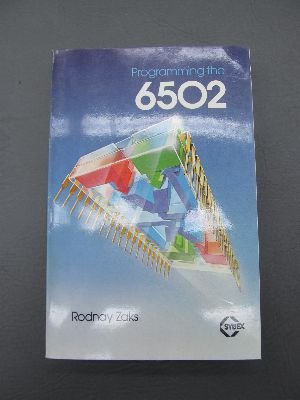 Programming the
6502
Rodnay Zaks
SYBEX